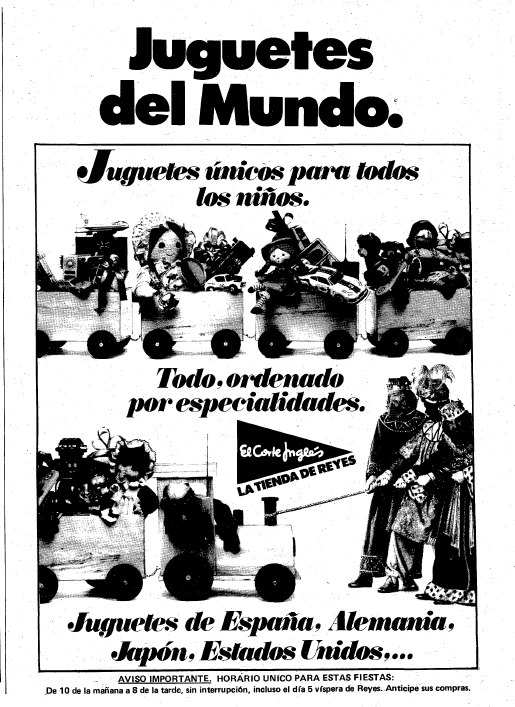 Juguetes
del Mundo.
Juguetes únicos para todos
los niños.
Todo, ordenado
por especialidades.
El Corte Inglés
LA TIENDA DE REYES
Juguetes de España, Alemania,
Japón, Estados Unidos,...
AVISO IMPORTANTE. HORARIO UNICO PARA ESTAS FIESTAS:
De 10 de la mañana a 8 de la tarde, sin interrupción, incluso el día 5 víspera de Reyes. Anticipe sus compras.